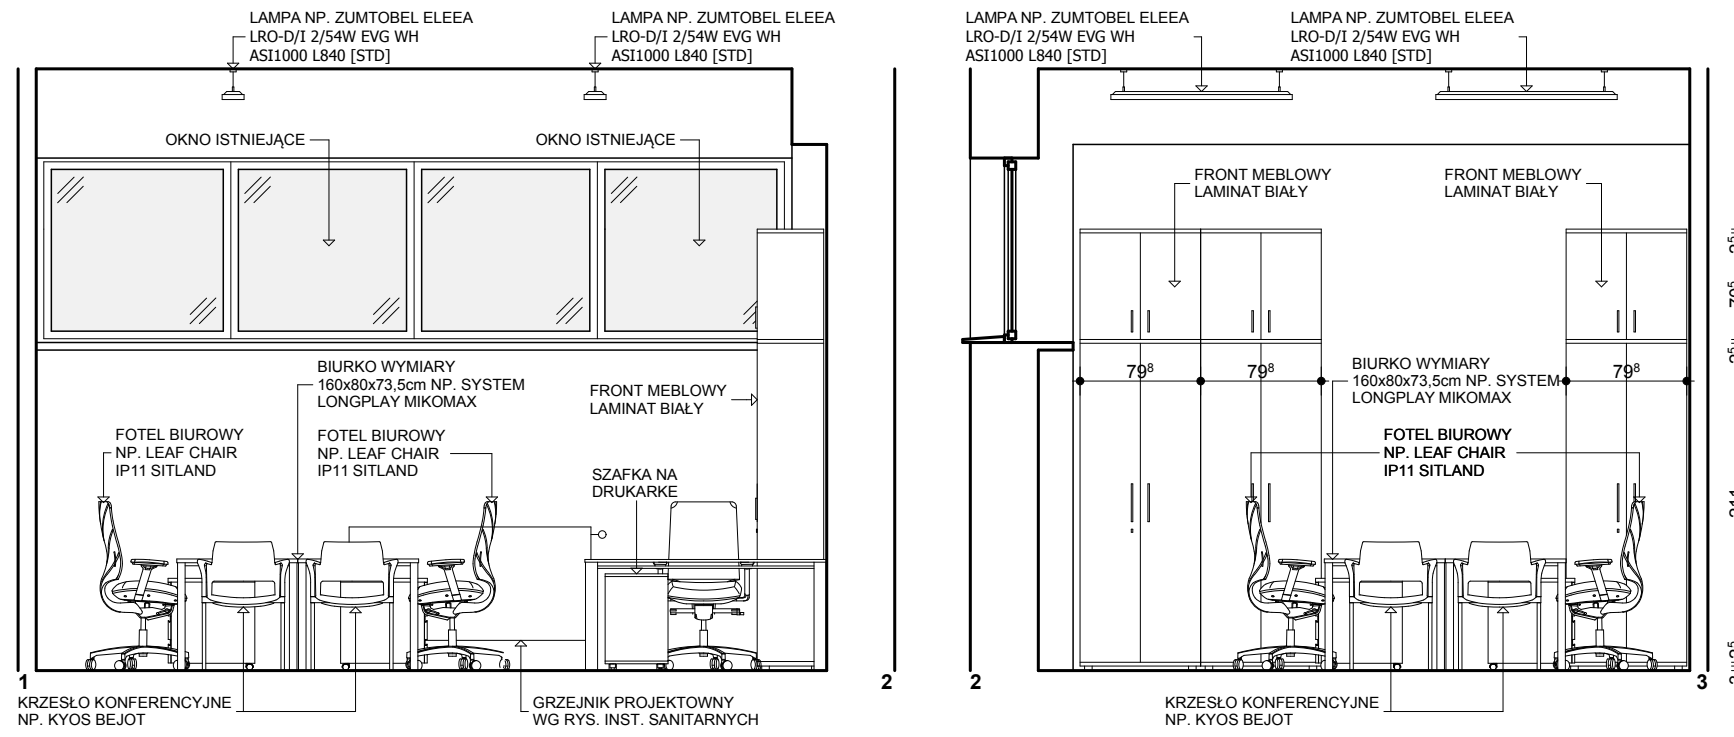 LAMPA NP. ZUMTOBEL ELEEA
LRO-D/I 2/54W EVG WH
ASI1000 L840 [STD]
LAMPA NP. ZUMTOBEL ELEEA
LRO-D/I 2/54W EVG WH
ASI1000 L840 [STD]
OKNO ISTNIEJĄCE
OKNO ISTNIEJĄCE
BIURKO WYMIARY
160x80x73,5cm NP. SYSTEM
LONGPLAY MIKOMAX
FRONT MEBLOWY
LAMINAT BIAŁY
FOTEL BIUROWY
NP. LEAF CHAIR
IP11 SITLAND
FOTEL BIUROWY
NP. LEAF CHAIR
IP11 SITLAND
SZAFKA NA
DRUKARKE
1
2
KRZESŁO KONFERENCYJNE
NP. KYOS BEJOT
GRZEJNIK PROJEKTOWNY
WG RYS. INST. SANITARNYCH
LAMPA NP. ZUMTOBEL ELEEA
LRO-D/I 2/54W EVG WH
ASI1000 L840 [STD]
LAMPA NP. ZUMTOBEL ELEEA
LRO-D/I 2/54W EVG WH
ASI1000 L840 [STD]
FRONT MEBLOWY
LAMINAT BIAŁY
FRONT MEBLOWY
LAMINAT BIAŁY
79⁸
79⁸
79⁸
BIURKO WYMIARY
160x80x73,5cm NP. SYSTEM
LONGPLAY MIKOMAX
FOTEL BIUROWY
NP. LEAF CHAIR
IP11 SITLAND
2
3
KRZESŁO KONFERENCYJNE
NP. KYOS BEJOT